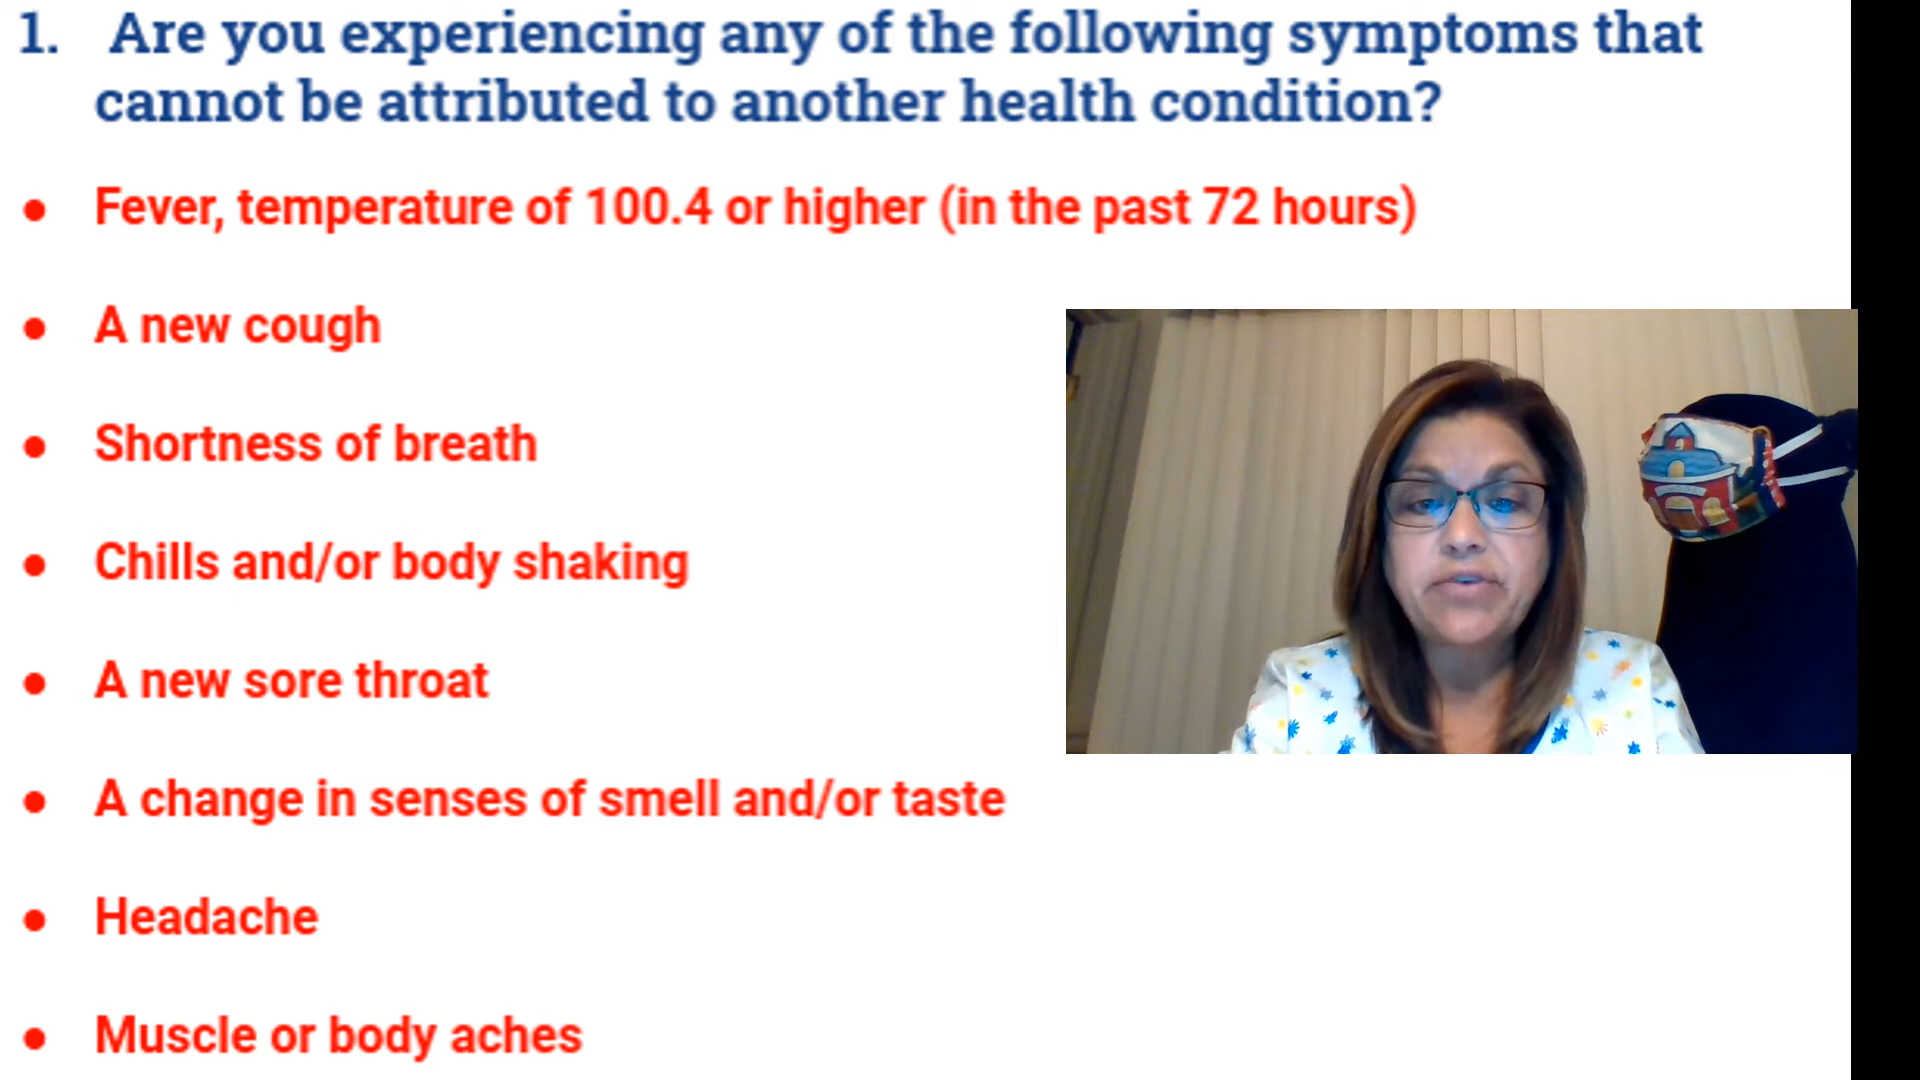 1. Are you experiencing any of the following symptoms that
cannot be attributed to another health condition?
● Fever, temperature of 100.4 or higher (in the past 72 hours)
● A new cough
● Shortness of breath
● Chills and/or body shaking
● A new sore throat
● A change in senses of smell and/or taste
● Headache
● Muscle or body aches